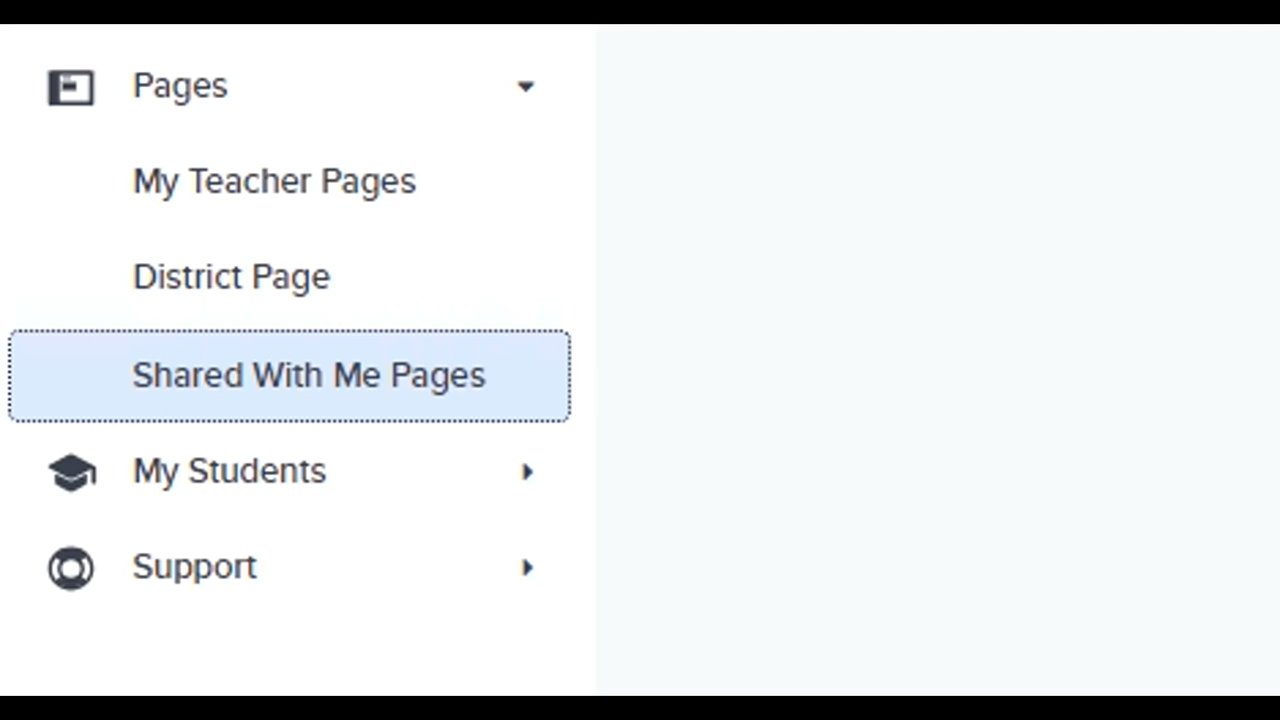 Pages
My Teacher Pages
District Page
Shared With Me Pages
My Students
Support